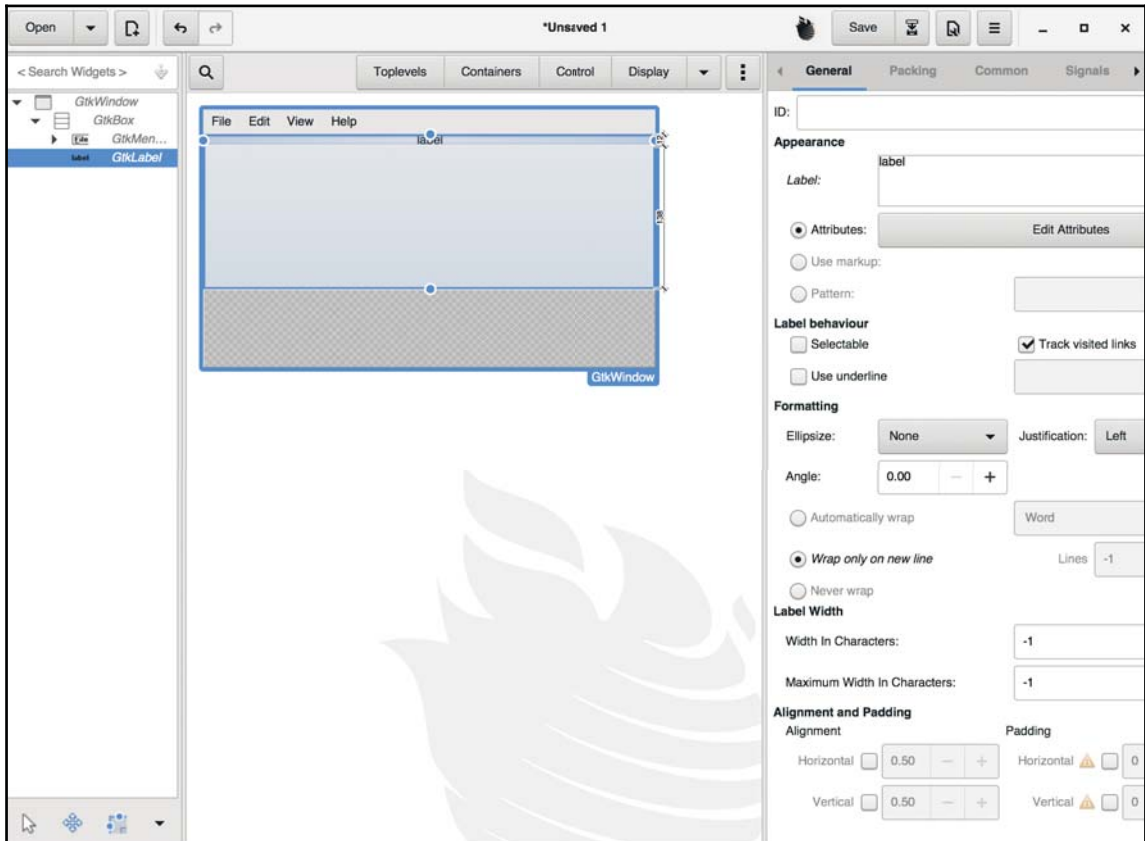 Open
*Unsaved 1
Save
< Search Widgets >
GtkWindow
GtkBox
File
GtkMen...
label
GtkLabel
Toplevels Containers Control Display
File Edit View Help
label
138
GtkWindow
General Packing Common Signals
ID:
Appearance
Label:
label
Attributes:
Edit Attributes
Use markup:
Pattern:
Label behaviour
Selectable
Track visited links
Use underline
Formatting
Ellipsize: None Justification: Left
Angle: 0.00 − +
Automatically wrap Word
Wrap only on new line Lines -1
Never wrap
Label Width
Width In Characters: -1
Maximum Width In Characters: -1
Alignment and Padding
Alignment Padding
Horizontal 0.50 − + Horizontal 0
Vertical 0.50 − + Vertical 0